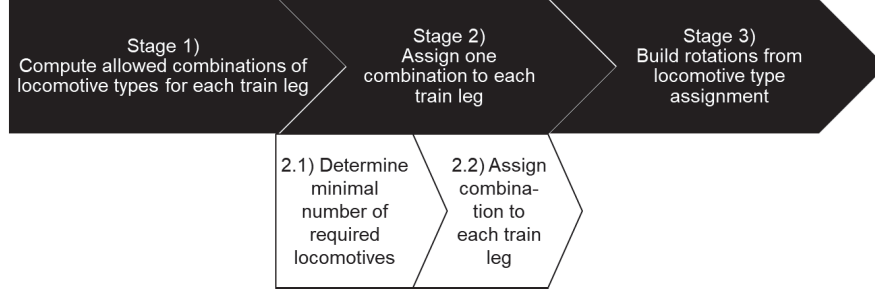 Stage 1)
Compute allowed combinations of
locomotive types for each train leg
Stage 2)
Assign one
combination to each
train leg
Stage 3)
Build rotations from
locomotive type
assignment
2.1) Determine
minimal
number of
required
locomotives
2.2) Assign
combina-
tion to
each train
leg